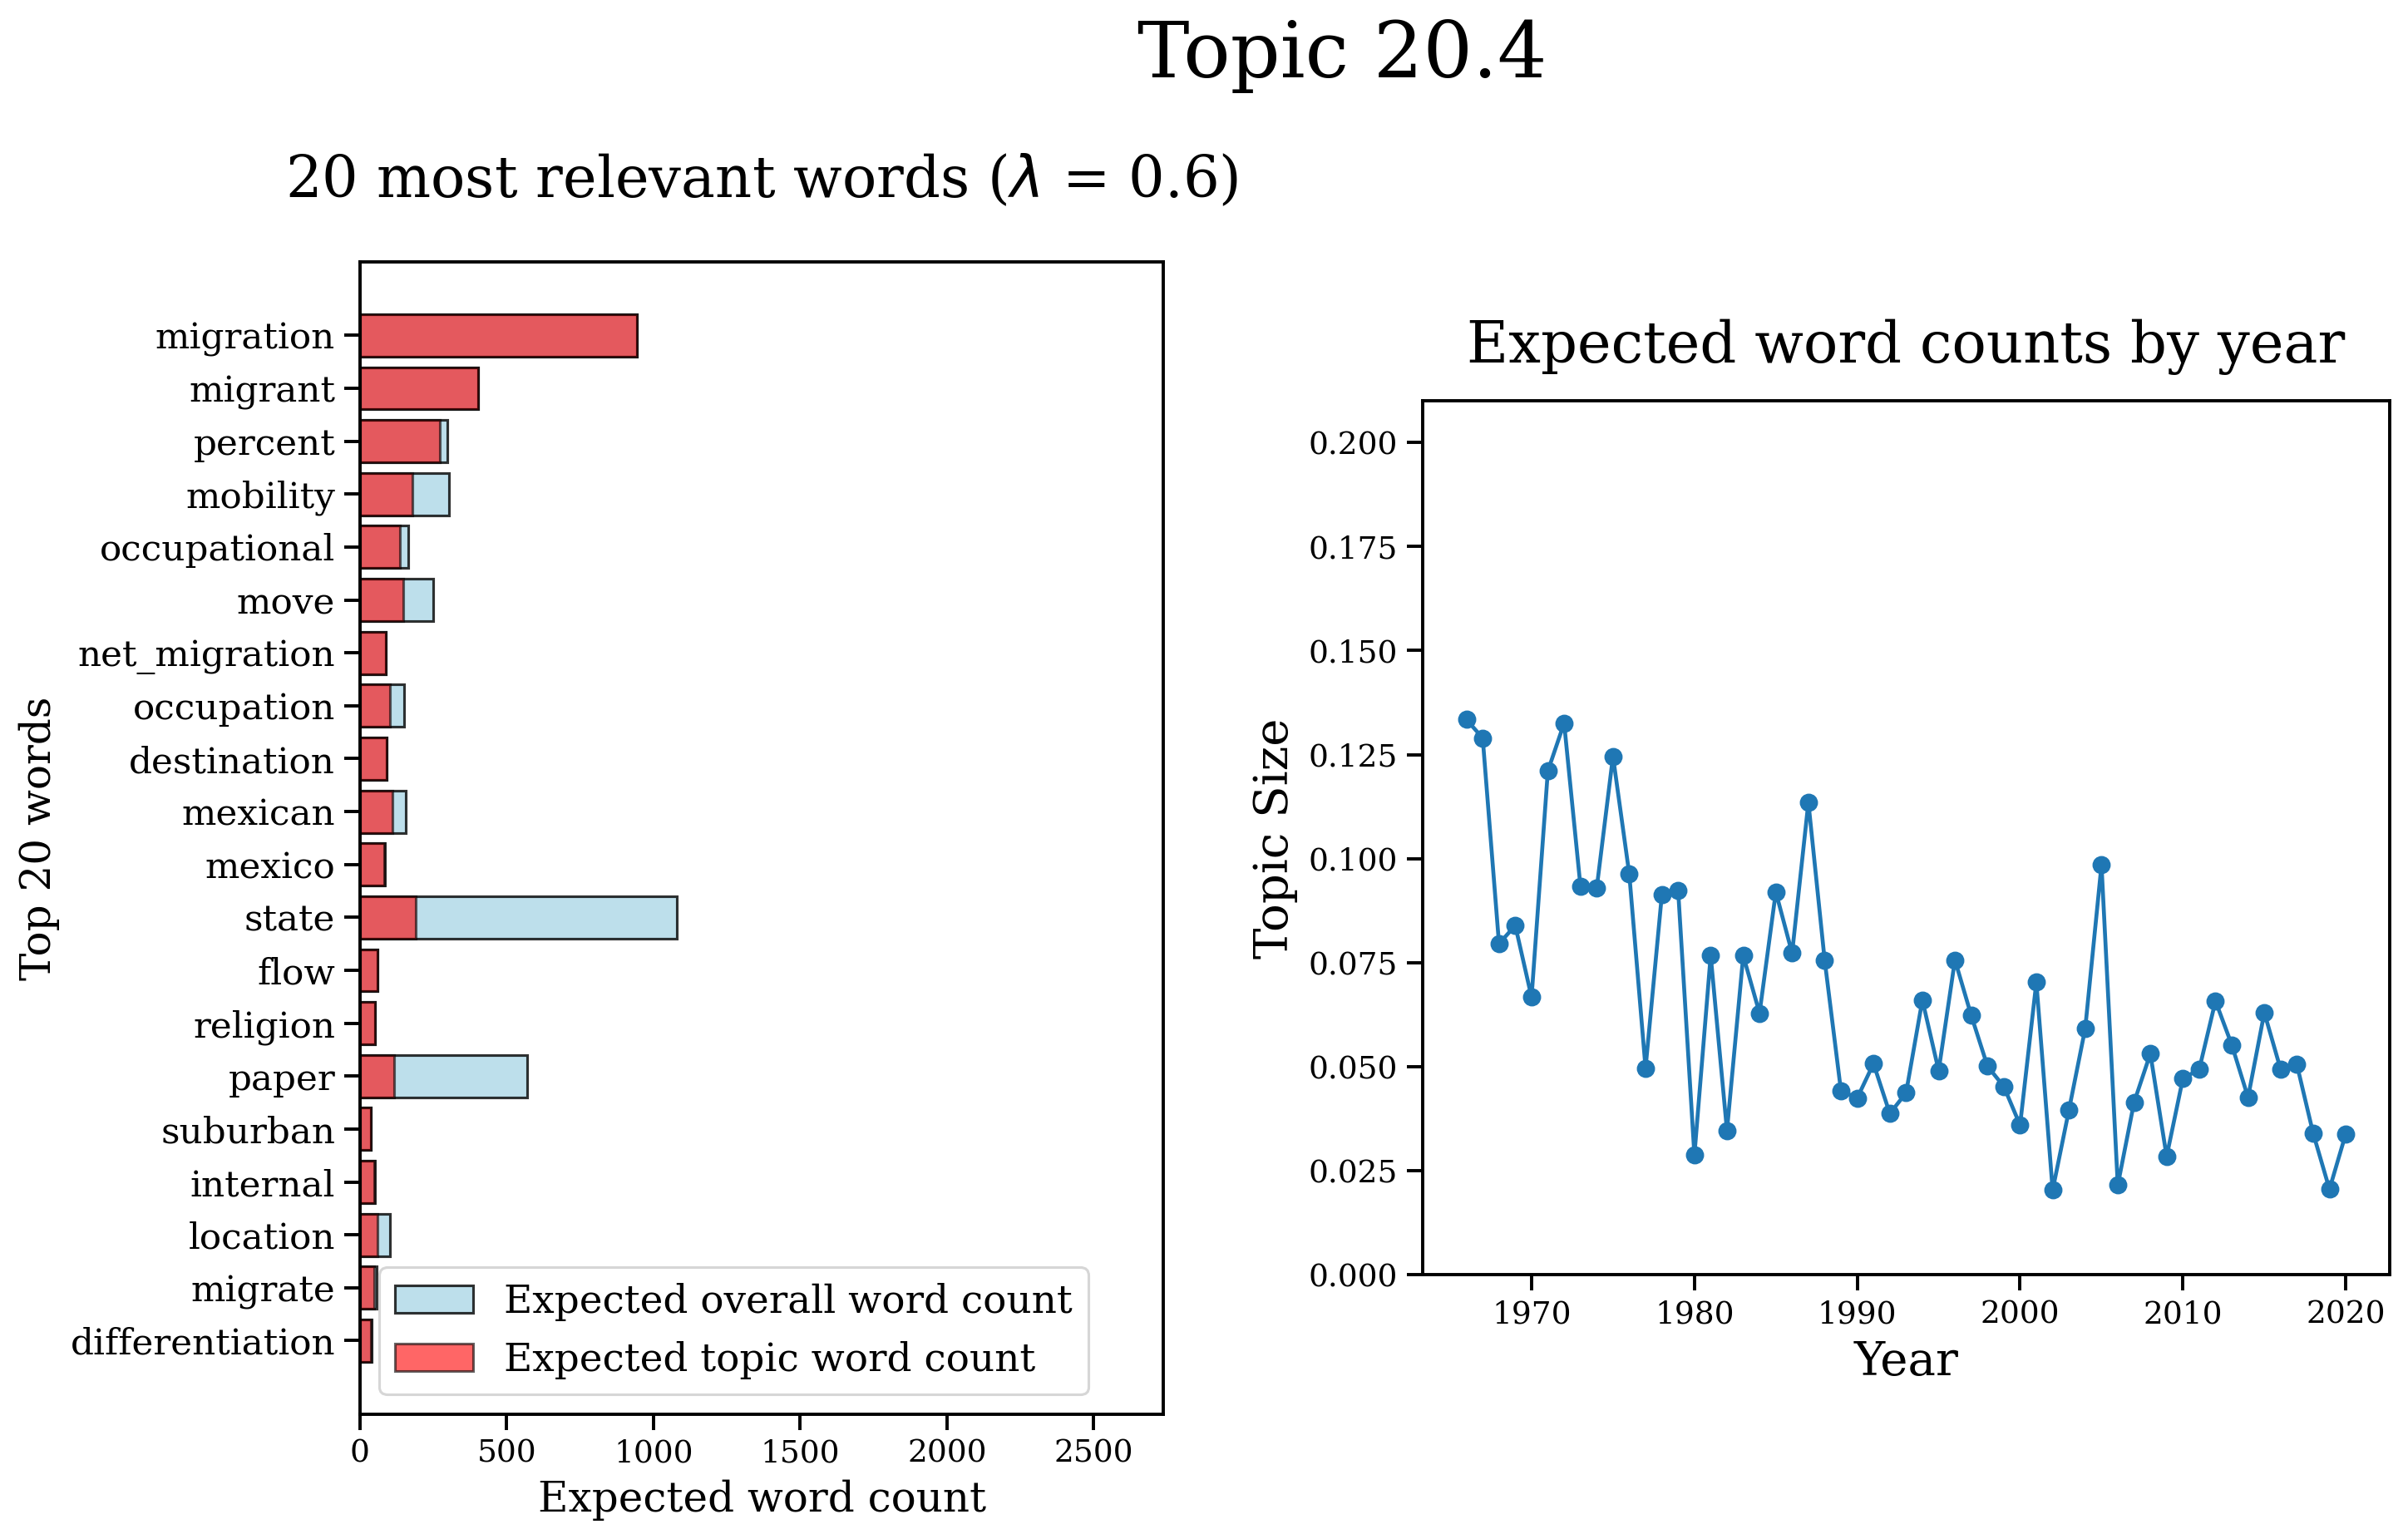 Topic 20.4
20 most relevant words (λ = 0.6)
Top 20 words
migration
migrant
percent
mobility
occupational
move
net_migration
occupation
destination
mexican
mexico
state
flow
religion
paper
suburban
internal
location
migrate
differentiation
Expected overall word count
Expected topic word count
0 500 1000 1500 2000 2500
Expected word count
Expected word counts by year
Topic Size
0.200
0.175
0.150
0.125
0.100
0.075
0.050
0.025
0.000
1970 1980 1990 2000 2010 2020
Year